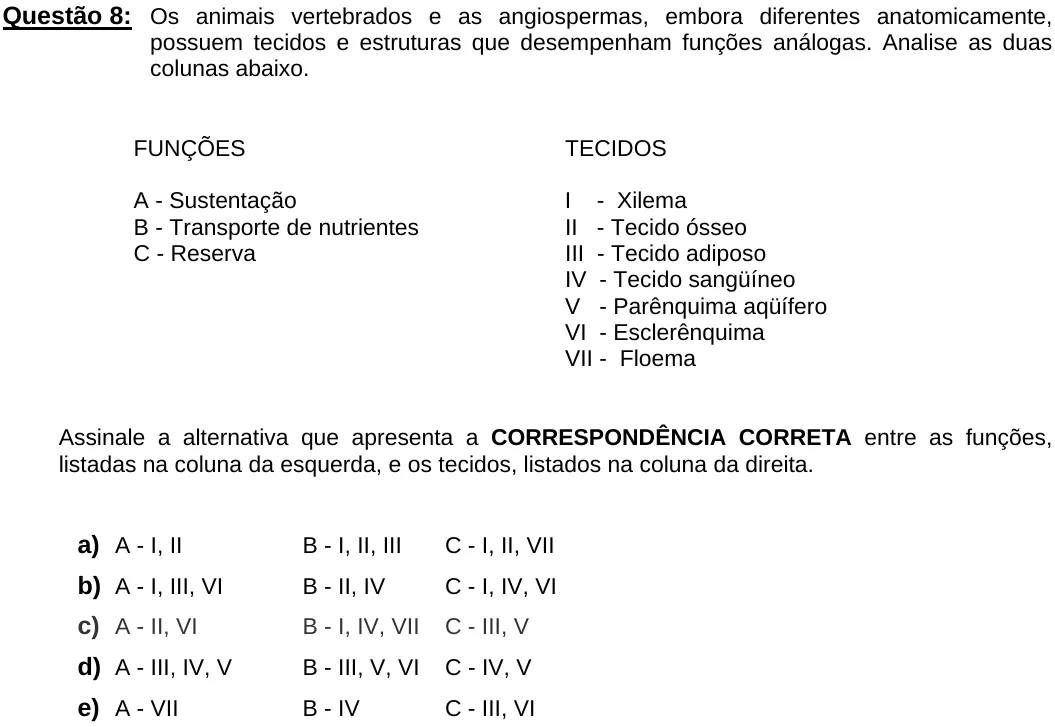 Questão 8: Os animais vertebrados e as angiospermas, embora diferentes anatomicamente,
possuem tecidos e estruturas que desempenham funções análogas. Analise as duas
colunas abaixo.
FUNÇÕES TECIDOS
A - Sustentação I - Xilema
B - Transporte de nutrientes II - Tecido ósseo
C - Reserva III - Tecido adiposo
IV - Tecido sangüíneo
V - Parênquima aqüífero
VI - Esclerênquima
VII - Floema
Assinale a alternativa que apresenta a CORRESPONDÊNCIA CORRETA entre as funções,
listadas na coluna da esquerda, e os tecidos, listados na coluna da direita.
a) A - I, II B - I, II, III C - I, II, VII
b) A - I, III, VI B - II, IV C - I, IV, VI
c) A - II, VI B - I, IV, VII C - III, V
d) A - III, IV, V B - III, V, VI C - IV, V
e) A - VII B - IV C - III, VI